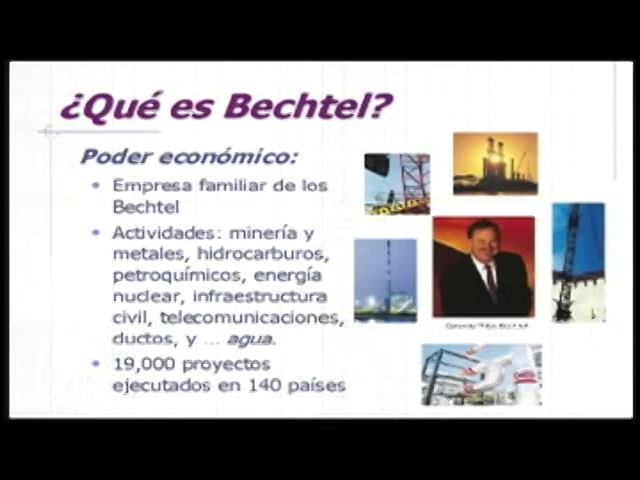 ¿Qué es Bechtel?
Poder económico:
• Empresa familiar de los
Bechtel
• Actividades: minería y
metales, hidrocarburos,
petroquímicos, energía
nuclear, infraestructura
civil, telecomunicaciones,
ductos, y ... agua.
• 19,000 proyectos
ejecutados en 140 países